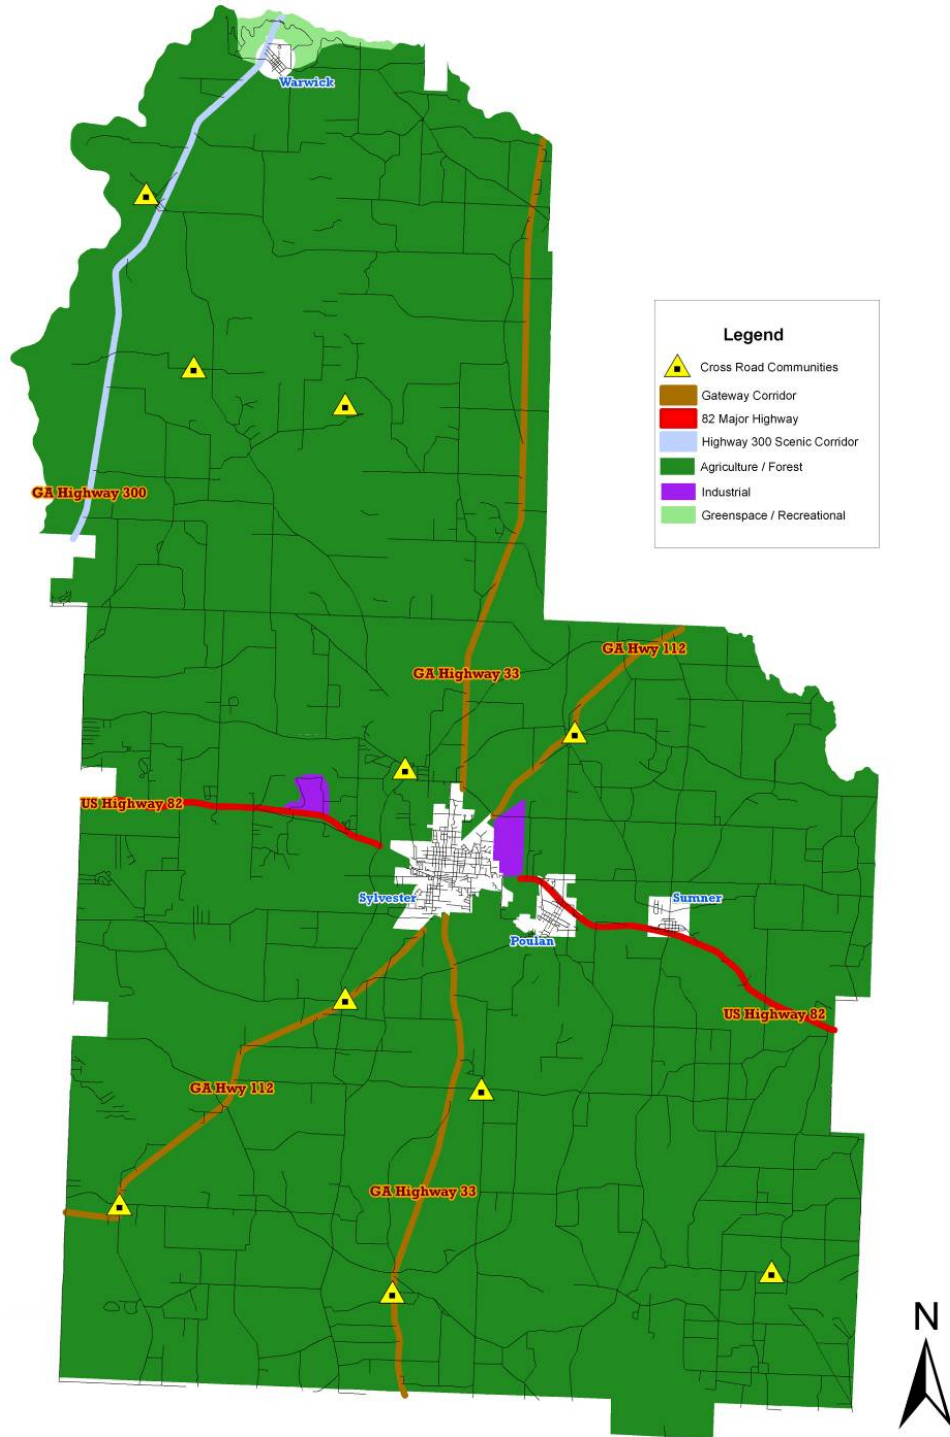 Warwick
Legend
Cross Road Communities
Gateway Corridor
82 Major Highway
Highway 300 Scenic Corridor
Agriculture / Forest
Industrial
Greenspace / Recreational
GA Highway 300
GA Hwy 112
GA Highway 33
US Highway 82
Sylvester
Sumner
Poulan
US Highway 82
GA Hwy 112
GA Highway 33
N